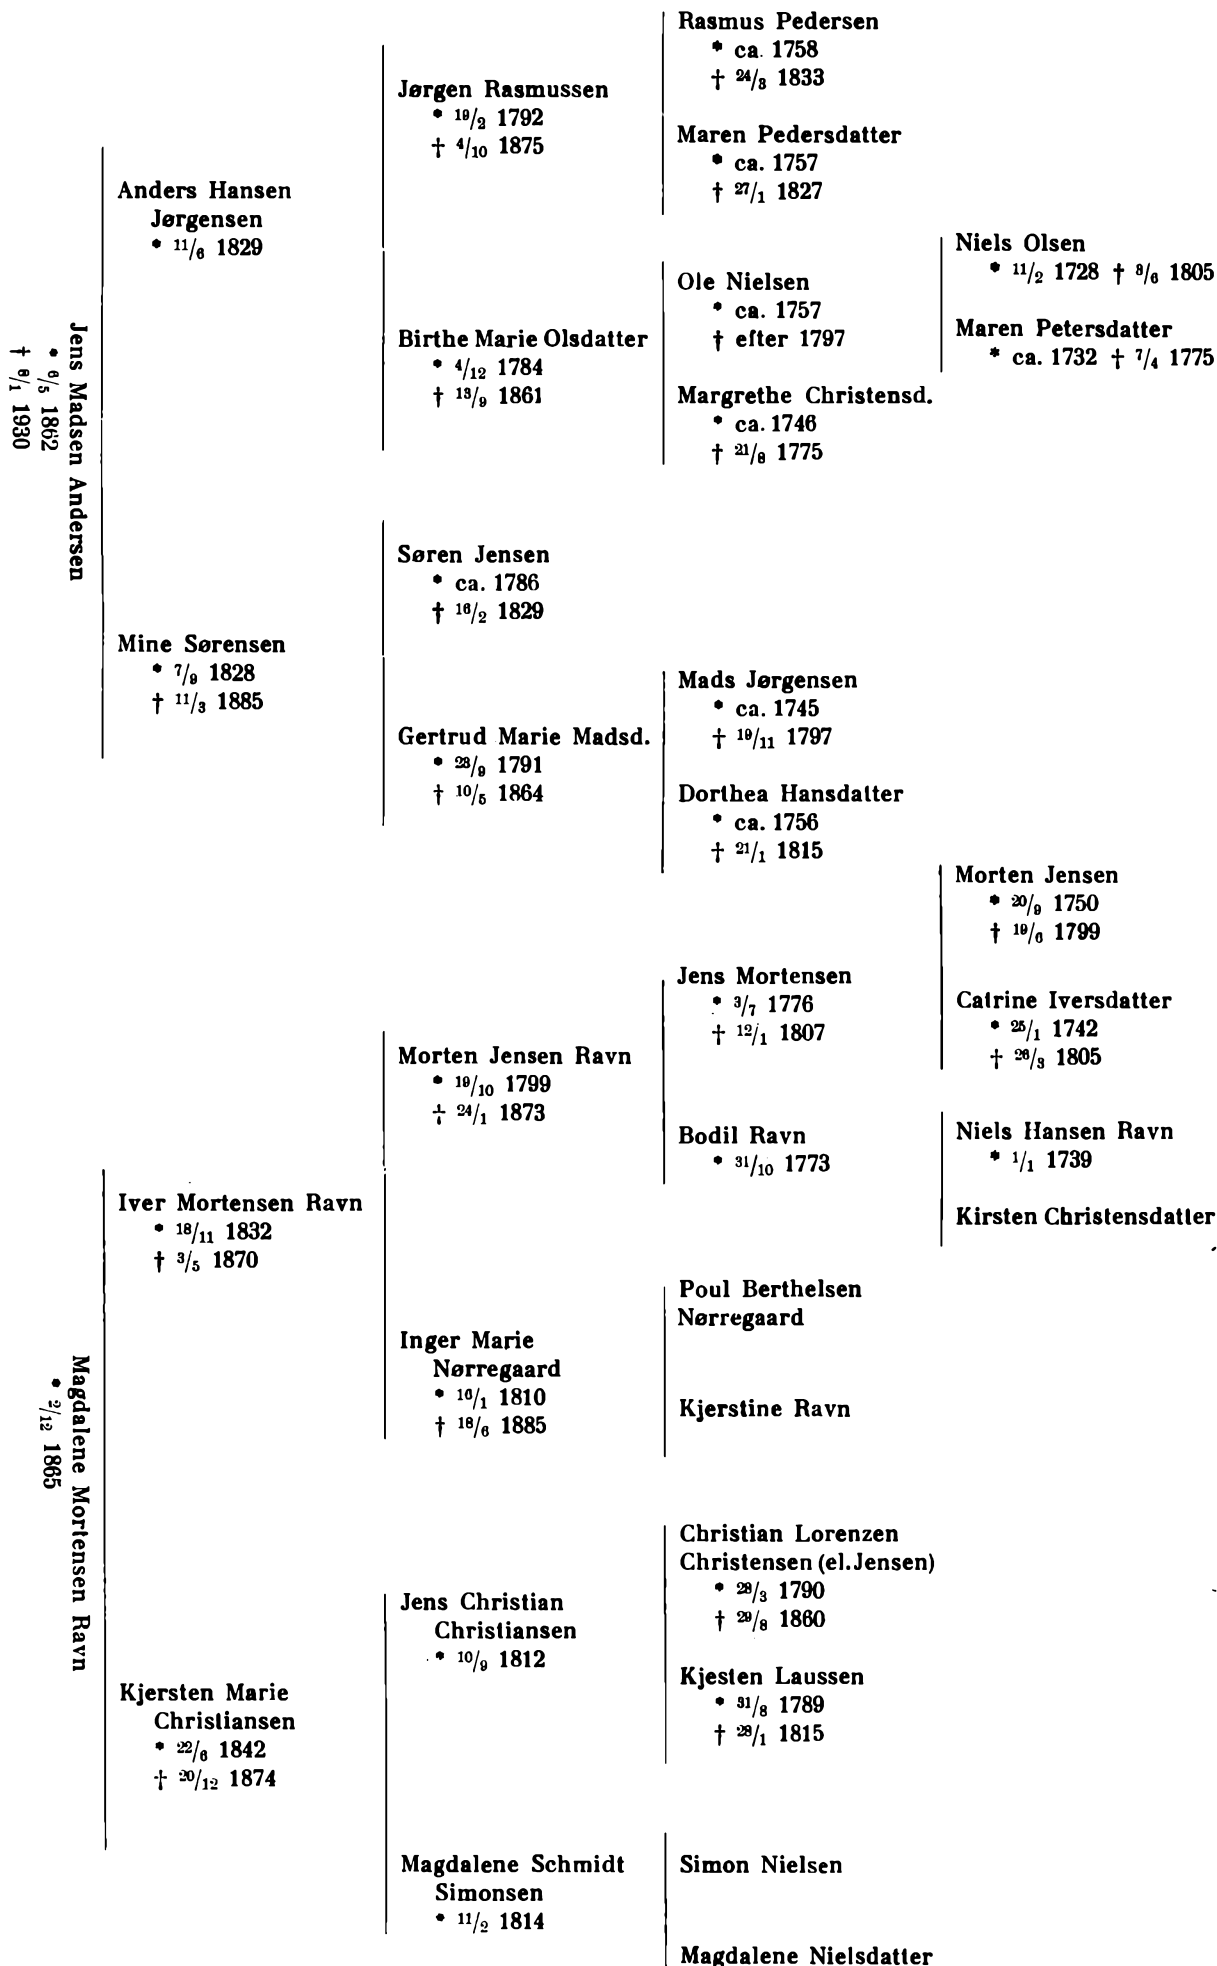 Jens Madsen Andersen
* 6/5 1862
† 8/1 1930
Anders Hansen
Jørgensen
* 11/6 1829
Jørgen Rasmussen
* 19/2 1792
† 4/10 1875
Rasmus Pedersen
* ca. 1758
† 24/3 1833
Maren Pedersdatter
* ca. 1757
† 27/1 1827
Birthe Marie Olsdatter
* 4/12 1784
† 13/9 1861
Ole Nielsen
* ca. 1757
† efter 1797
Niels Olsen
* 11/2 1728 † 8/6 1805
Maren Petersdatter
* ca. 1732 † 7/4 1775
Margrethe Christensd.
* ca. 1746
† 21/8 1775
Mine Sørensen
* 7/9 1828
† 11/3 1885
Søren Jensen
* ca. 1786
† 16/2 1829
Gertrud Marie Madsd.
* 28/9 1791
† 10/5 1864
Mads Jørgensen
* ca. 1745
† 19/11 1797
Dorthea Hansdatter
* ca. 1756
† 21/1 1815
Magdalene Mortensen Ravn
* 2/12 1865
Iver Mortensen Ravn
* 18/11 1832
† 3/5 1870
Morten Jensen Ravn
* 19/10 1799
† 24/1 1873
Jens Mortensen
* 3/7 1776
† 12/1 1807
Morten Jensen
* 20/9 1750
† 19/6 1799
Catrine Iversdatter
* 25/1 1742
† 26/3 1805
Bodil Ravn
* 31/10 1773
Niels Hansen Ravn
* 1/1 1739
Kirsten Christensdatter
Inger Marie
Nørregaard
* 16/1 1810
† 18/6 1885
Poul Berthelsen
Nørregaard
Kjerstine Ravn
Kjersten Marie
Christiansen
* 22/6 1842
† 20/12 1874
Jens Christian
Christiansen
* 10/9 1812
Christian Lorenzen
Christensen (el. Jensen)
* 28/3 1790
† 29/8 1860
Kjesten Laussen
* 31/8 1789
† 28/1 1815
Magdalene Schmidt
Simonsen
* 11/2 1814
Simon Nielsen
Magdalene Nielsdatter